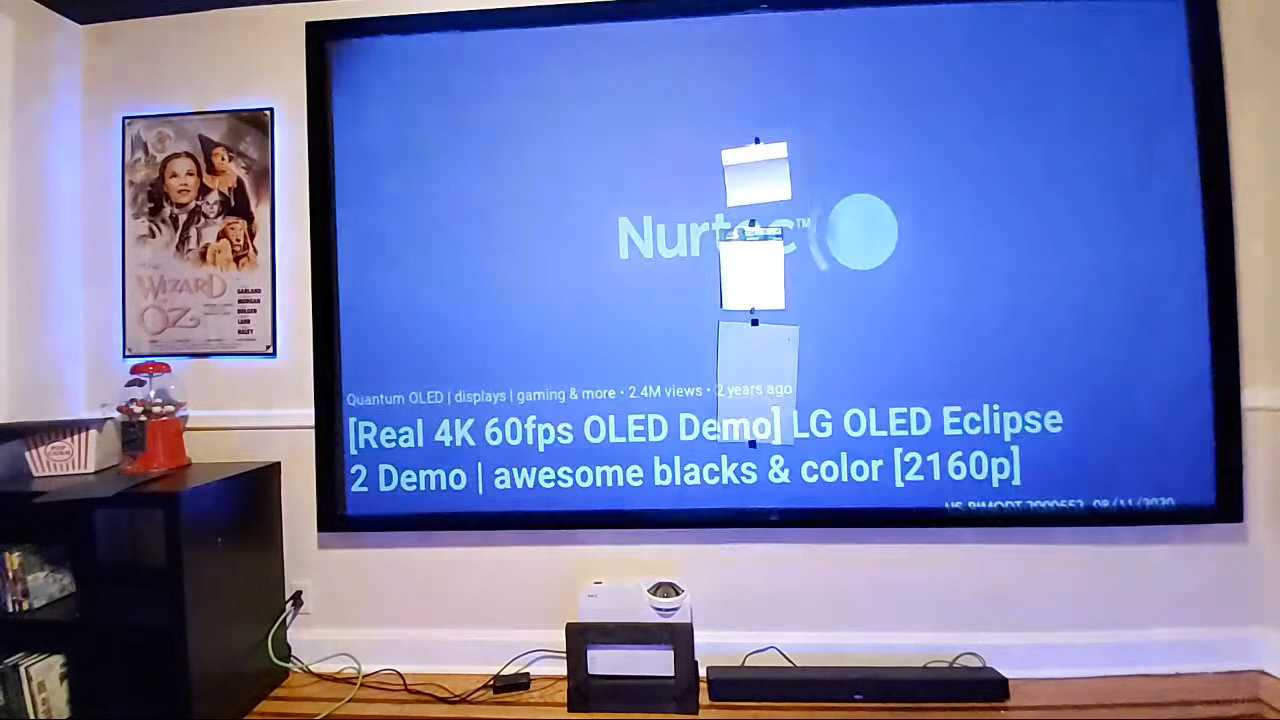 Nurtec™
Quantum OLED | displays | gaming & more • 2.4M views • 2 years ago
[Real 4K 60fps OLED Demo] LG OLED Eclipse
2 Demo | awesome blacks & color [2160p]
WIZARD
OZ
GARLAND
MORGAN
BOLGER
LAHR
HALEY